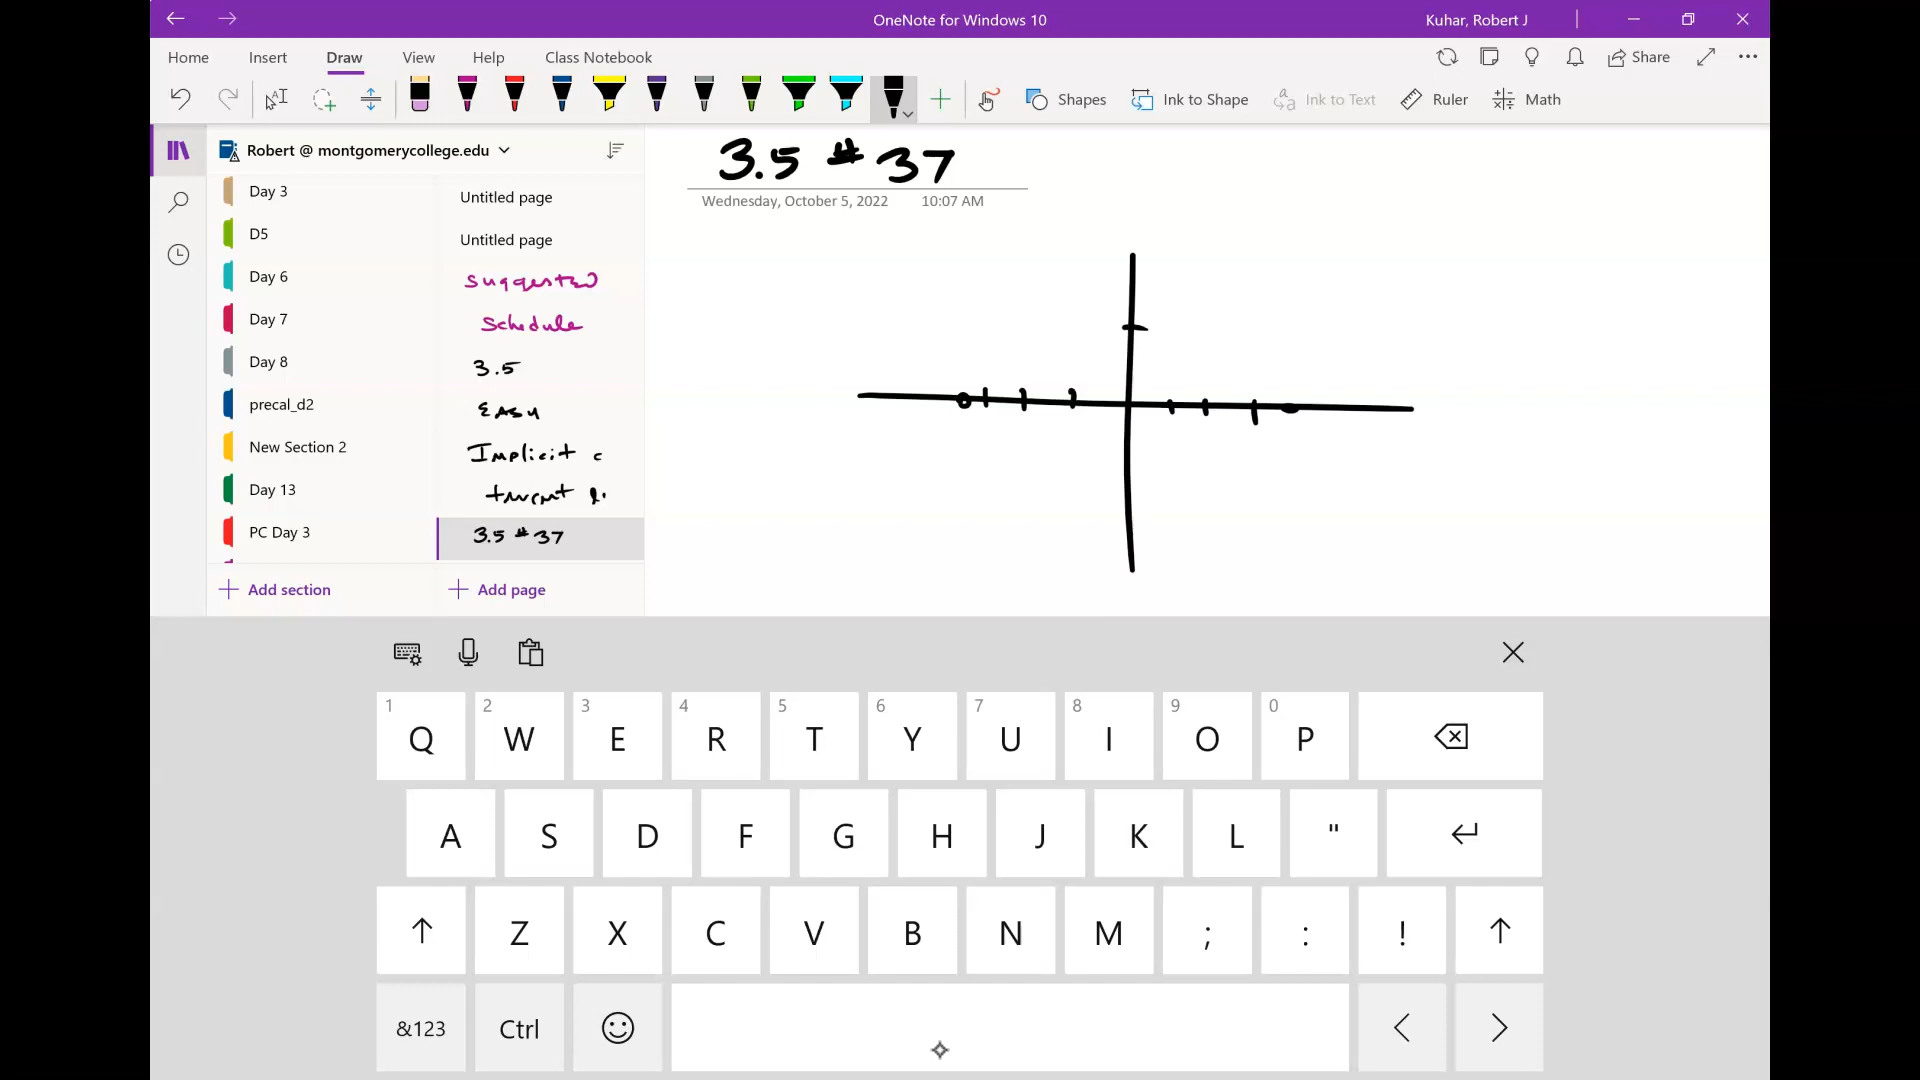 OneNote for Windows 10
Kuhar, Robert J
Home Insert Draw View Help Class Notebook
Share
Shapes Ink to Shape Ink to Text Ruler Math
Robert @ montgomerycollege.edu
Day 3
D5
Day 6
Day 7
Day 8
precal_d2
New Section 2
Day 13
PC Day 3
Add section
Untitled page
Untitled page
suggested
schedule
3.5
EASY
Implicit
3.5 # 37
Add page
3.5 # 37
Wednesday, October 5, 2022 10:07 AM
1 2 3 4 5 6 7 8 9 0
Q W E R T Y U I O P
A S D F G H J K L "
Z X C V B N M ; : !
&123 Ctrl